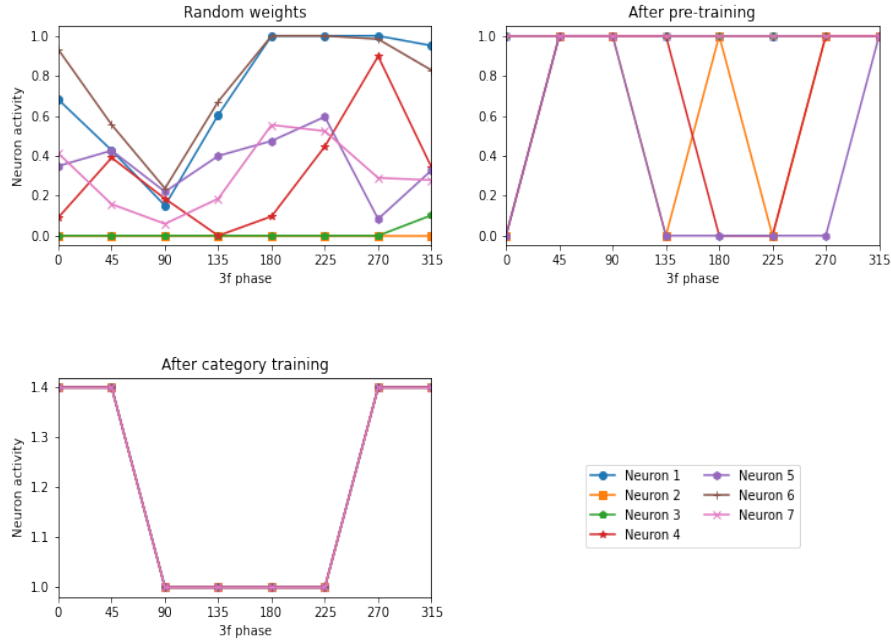 Random weights
Neuron activity
1.0
0.8
0.6
0.4
0.2
0.0
0 45 90 135 180 225 270 315
3f phase
After pre-training
1.0
0.8
0.6
0.4
0.2
0.0
0 45 90 135 180 225 270 315
3f phase
After category training
Neuron activity
1.4
1.3
1.2
1.1
1.0
0 45 90 135 180 225 270 315
3f phase
Neuron 1
Neuron 2
Neuron 3
Neuron 4
Neuron 5
Neuron 6
Neuron 7